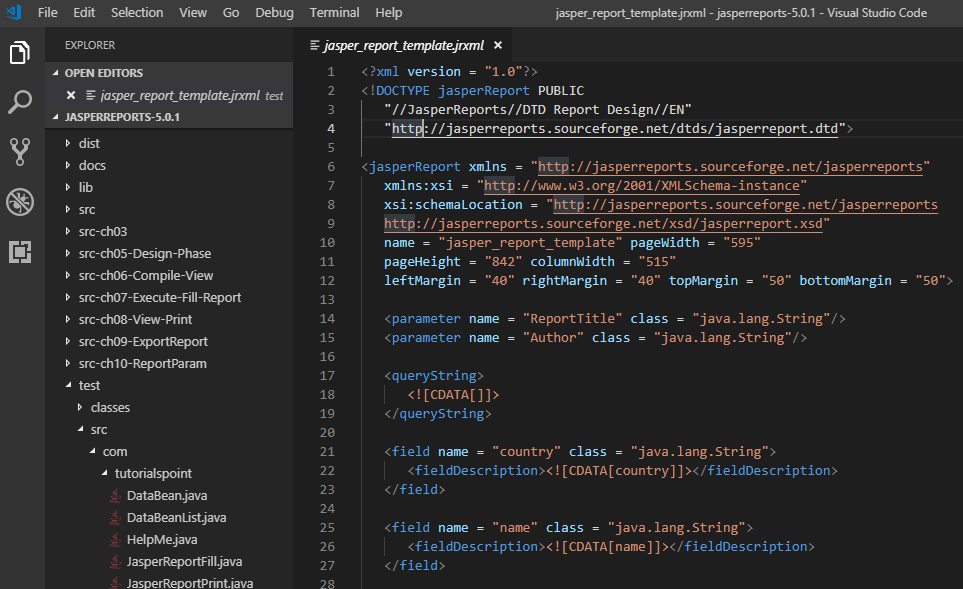 File Edit Selection View Go Debug Terminal Help jasper_report_template.jrxml - jasperreports-5.0.1 - Visual Studio Code
EXPLORER
OPEN EDITORS
jasper_report_template.jrxml test
JASPERREPORTS-5.0.1
dist
docs
lib
src
src-ch03
src-ch05-Design-Phase
src-ch06-Compile-View
src-ch07-Execute-Fill-Report
src-ch08-View-Print
src-ch09-ExportReport
src-ch10-ReportParam
test
classes
src
com
tutorialspoint
DataBean.java
DataBeanList.java
HelpMe.java
JasperReportFill.java
JasperReportPrint.java
jasper_report_template.jrxml
1 <?xml version = "1.0"?>
2 <!DOCTYPE jasperReport PUBLIC
3 "//JasperReports//DTD Report Design//EN"
4 "http://jasperreports.sourceforge.net/dtds/jasperreport.dtd">
5
6 <jasperReport xmlns = "http://jasperreports.sourceforge.net/jasperreports"
7 xmlns:xsi = "http://www.w3.org/2001/XMLSchema-instance"
8 xsi:schemaLocation = "http://jasperreports.sourceforge.net/jasperreports
9 http://jasperreports.sourceforge.net/xsd/jasperreport.xsd"
10 name = "jasper_report_template" pageWidth = "595"
11 pageHeight = "842" columnWidth = "515"
12 leftMargin = "40" rightMargin = "40" topMargin = "50" bottomMargin = "50">
13
14 <parameter name = "ReportTitle" class = "java.lang.String"/>
15 <parameter name = "Author" class = "java.lang.String"/>
16
17 <queryString>
18 <![CDATA[]]>
19 </queryString>
20
21 <field name = "country" class = "java.lang.String">
22 <fieldDescription><![CDATA[country]]></fieldDescription>
23 </field>
24
25 <field name = "name" class = "java.lang.String">
26 <fieldDescription><![CDATA[name]]></fieldDescription>
27 </field>
28